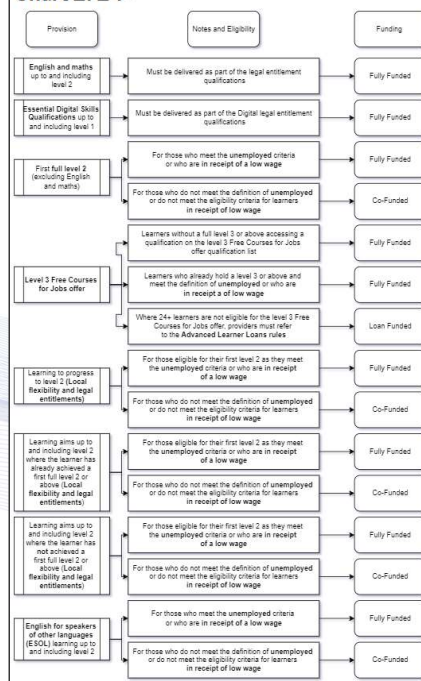 Provision
Notes and Eligibility
Funding
English and maths
up to and including
level 2
Must be delivered as part of the legal entitlement
qualifications
Fully Funded
Essential Digital Skills
Qualifications up to
and including level 1
Must be delivered as part of the Digital legal entitlement
qualifications
Fully Funded
First full level 2
(excluding English
and maths)
For those who meet the unemployed criteria
or who are in receipt of a low wage
Fully Funded
For those who do not meet the definition of unemployed
or do not meet the eligibility criteria for learners
in receipt of low wage
Co-Funded
Level 3 Free Courses
for Jobs offer
Learners without a full level 3 or above accessing a
qualification on the level 3 Free Courses for Jobs
offer qualification list
Fully Funded
Learners who already hold a level 3 or above and
meet the definition of unemployed or who are
in receipt a of low wage
Fully Funded
Where 24+ learners are not eligible for the level 3 Free
Courses for Jobs offer, providers must refer
to the Advanced Learner Loans rules
Loan Funded
Learning to progress
to level 2 (Local
flexibility and legal
entitlements)
For those eligible for their first level 2 as they meet
the unemployed criteria or who are in receipt
of a low wage
Fully Funded
For those who do not meet the definition of unemployed
or do not meet the eligibility criteria for learners
in receipt of low wage
Co-Funded
Learning aims up to
and including level 2
where the learner has
already achieved a
first full level 2 or
above (Local
flexibility and legal
entitlements)
For those eligible for their first level 2 as they meet
the unemployed criteria or who are in receipt
of a low wage
Fully Funded
For those who do not meet the definition of unemployed
or do not meet the eligibility criteria for learners
in receipt of low wage
Co-Funded
Learning aims up to
and including level 2
where the learner has
not achieved a
first full level 2 or
above (Local
flexibility and legal
entitlements)
For those eligible for their first level 2 as they meet
the unemployed criteria or who are in receipt
of a low wage
Fully Funded
For those who do not meet the definition of unemployed
or do not meet the eligibility criteria for learners
in receipt of low wage
Co-Funded
English for speakers
of other languages
(ESOL) learning up to
and including level 2
For those who meet the unemployed criteria
or who are in receipt of a low wage
Fully Funded
For those who do not meet the definition of unemployed
or do not meet the eligibility criteria for learners
in receipt of low wage
Co-Funded